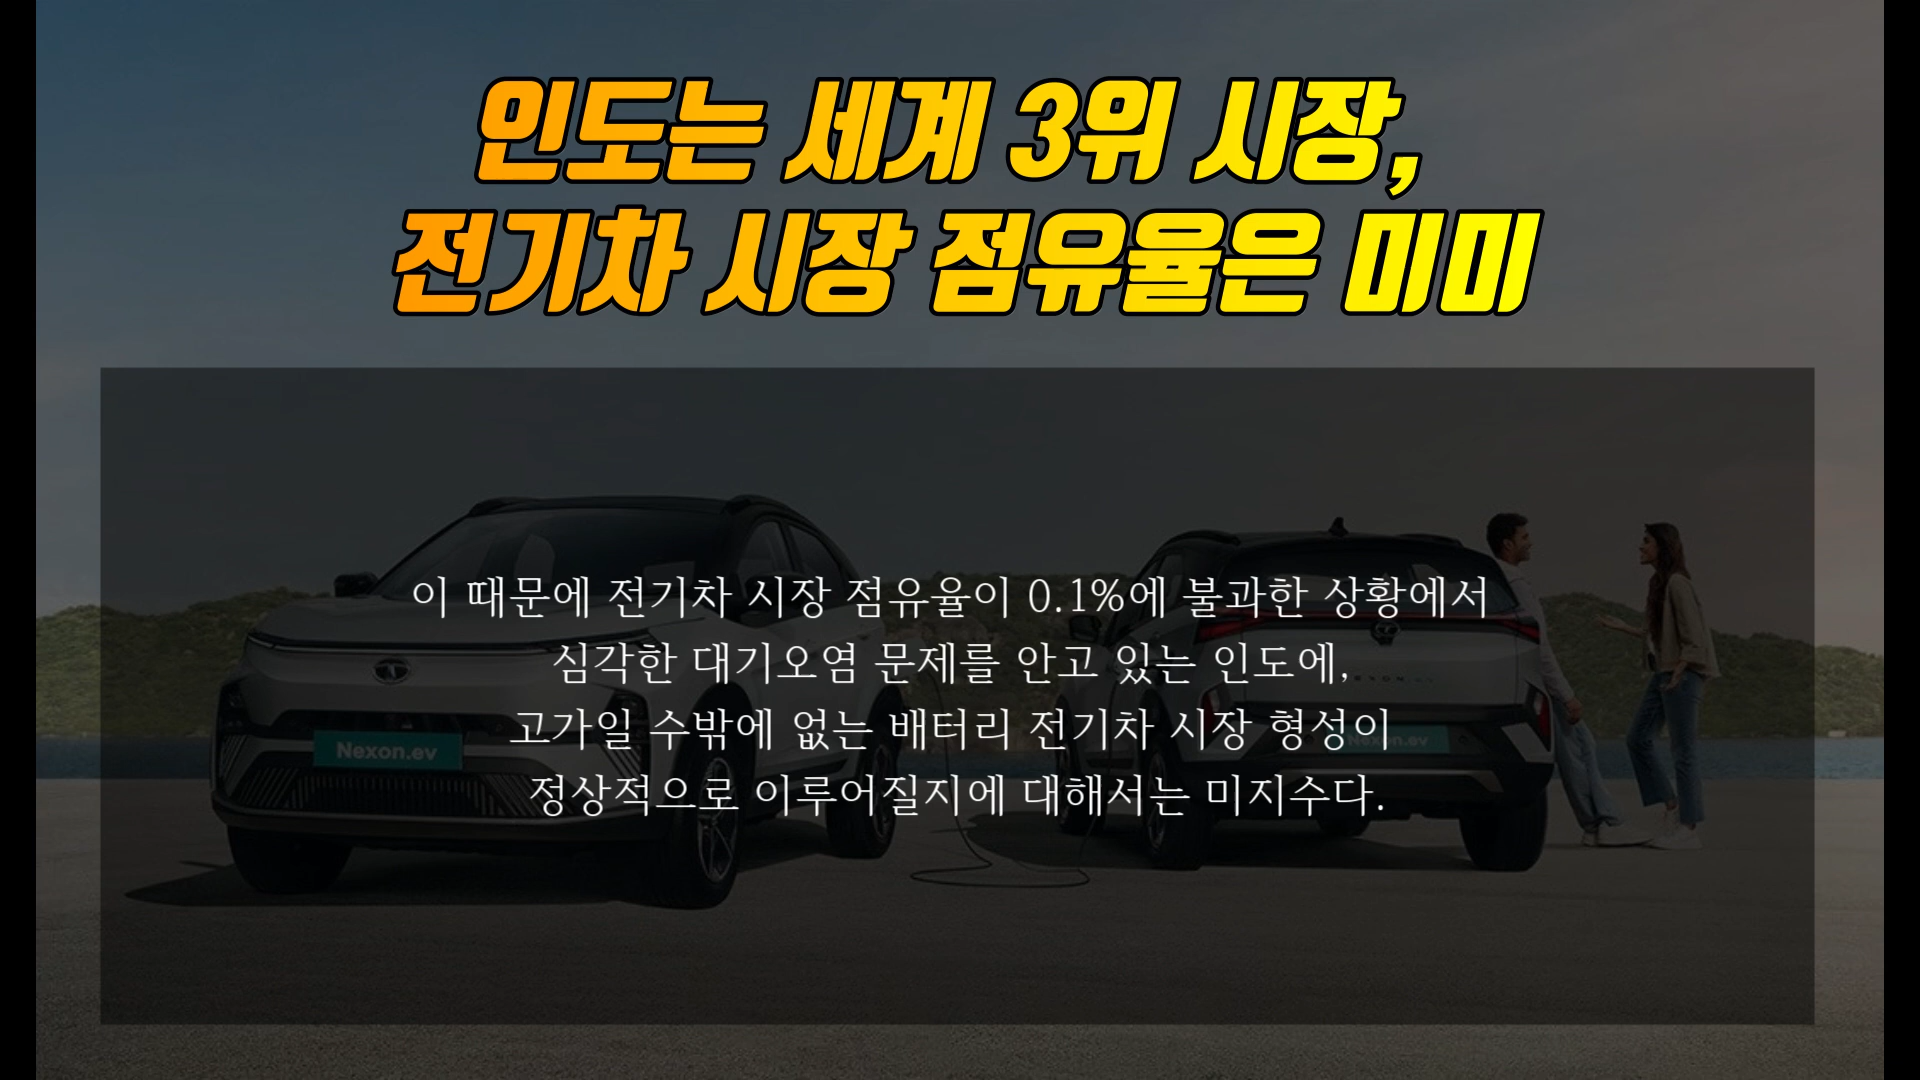 인도는 세계 3위 시장,
전기차 시장 점유율은 미미
이 때문에 전기차 시장 점유율이 0.1%에 불과한 상황에서
심각한 대기오염 문제를 안고 있는 인도에,
고가일 수밖에 없는 배터리 전기차 시장 형성이
정상적으로 이루어질지에 대해서는 미지수다.
Nexon.ev
Nexon.ev